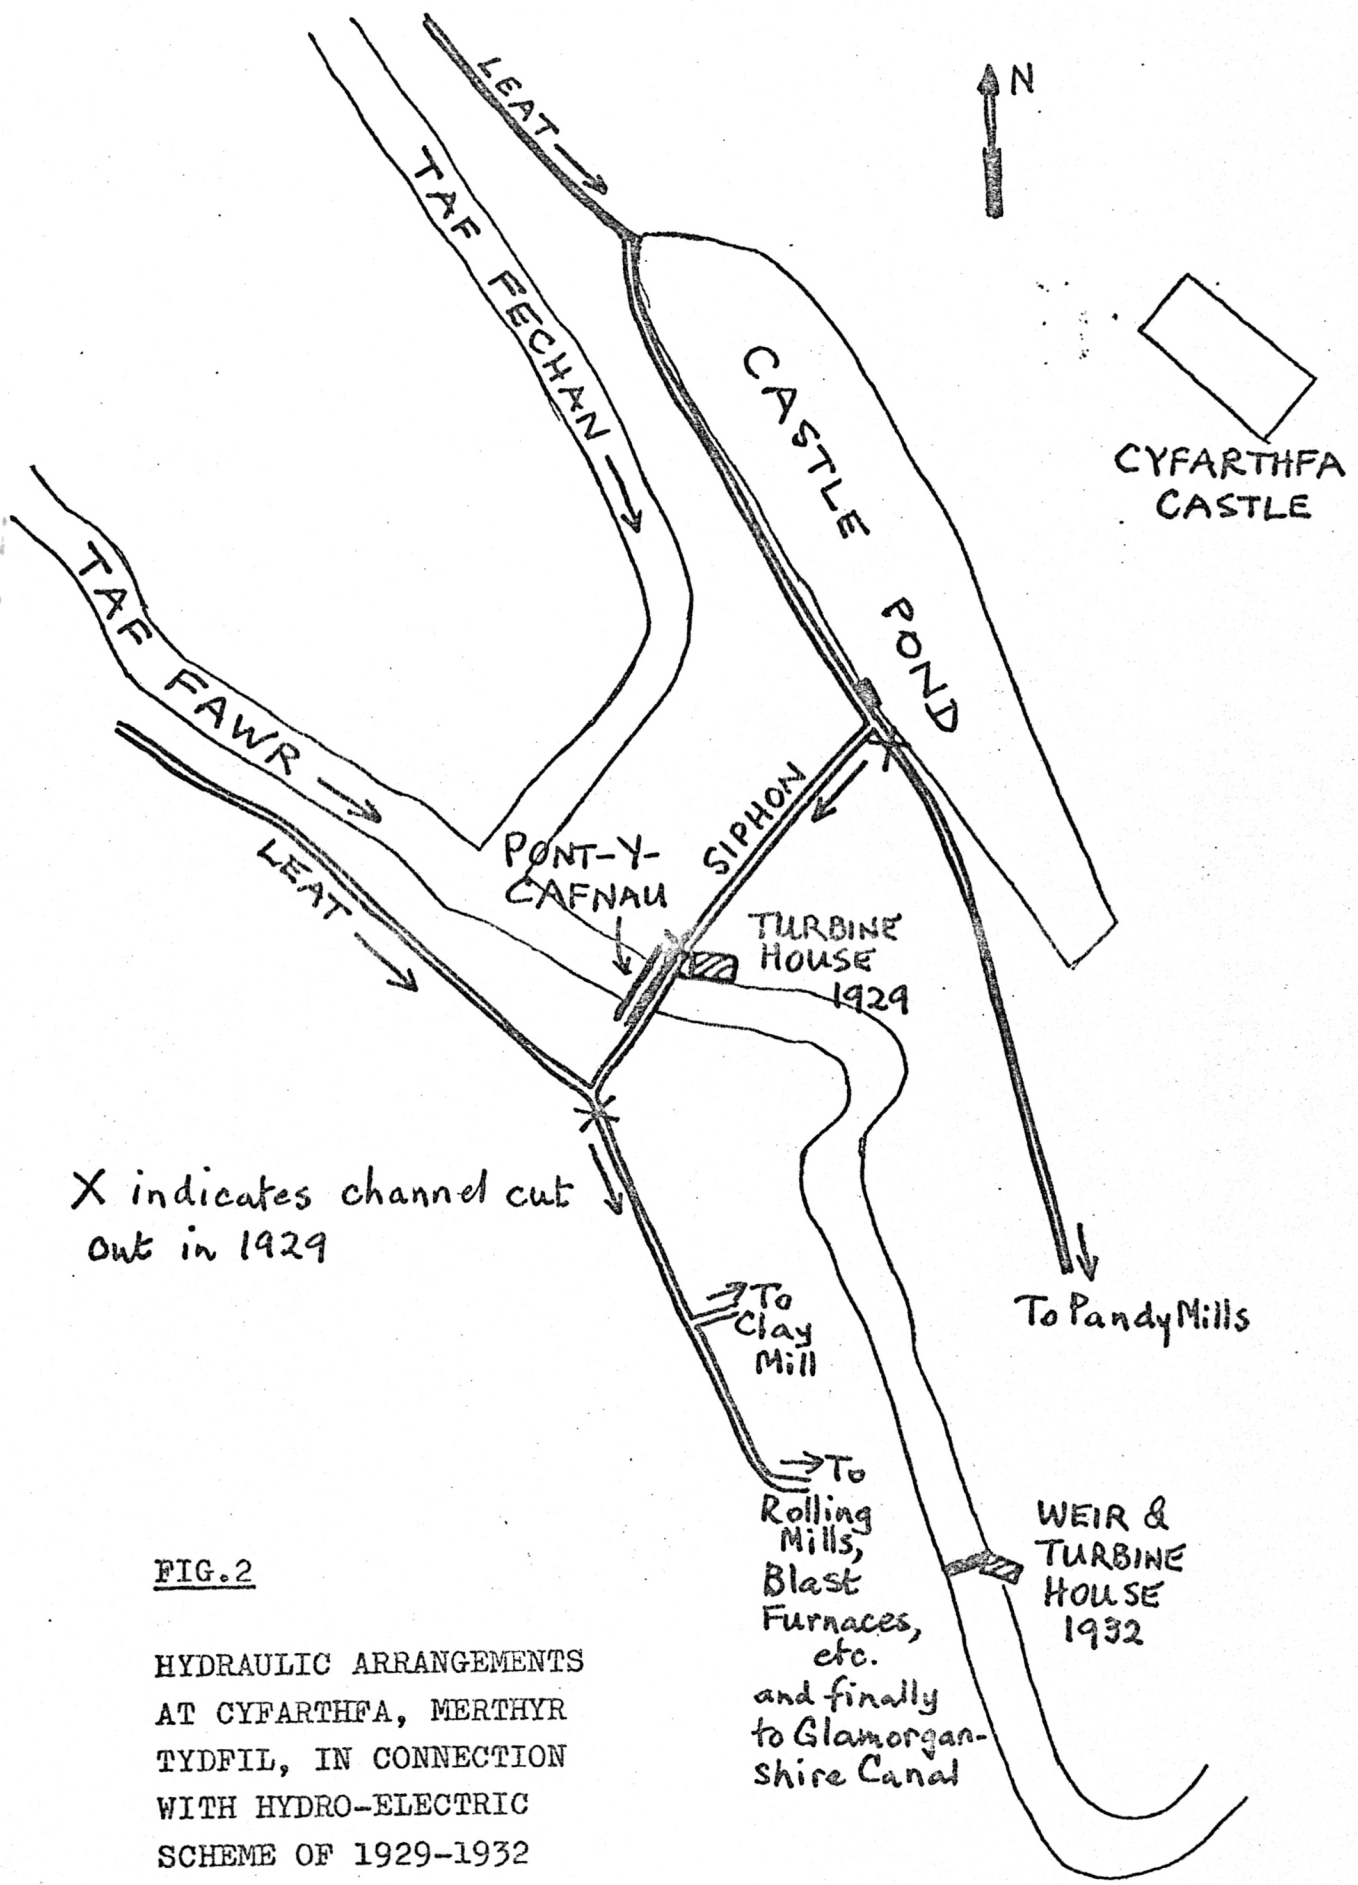 LEAT
N
TAF FECHAN
CASTLE POND
CYFARTHFA
CASTLE
TAF FAWR
SIPHON
LEAT
PONT-Y-
CAFNAU
TURBINE
HOUSE
1929
X indicates channel cut
out in 1929
To
Clay
Mill
To Pandy Mills
To
Rolling
Mills,
Blast
Furnaces,
etc.
and finally
to Glamorgan-
shire Canal
WEIR &
TURBINE
HOUSE
1932
FIG.2
HYDRAULIC ARRANGEMENTS
AT CYFARTHFA, MERTHYR
TYDFIL, IN CONNECTION
WITH HYDRO-ELECTRIC
SCHEME OF 1929-1932